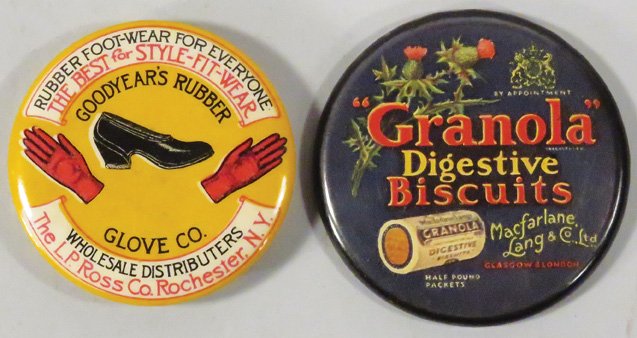 RUBBER FOOT-WEAR FOR EVERYONE
THE BEST for STYLE-FIT-WEAR.
GOODYEAR'S RUBBER
GLOVE CO.
WHOLESALE DISTRIBUTERS
The L.P. Ross Co. Rochester, N.Y.
BY APPOINTMENT
"Granola"
Digestive
Biscuits
Macfarlane,
Lang & Co., Ltd
GLASGOW & LONDON
GRANOLA
DIGESTIVE
BISCUITS
HALF POUND
PACKETS